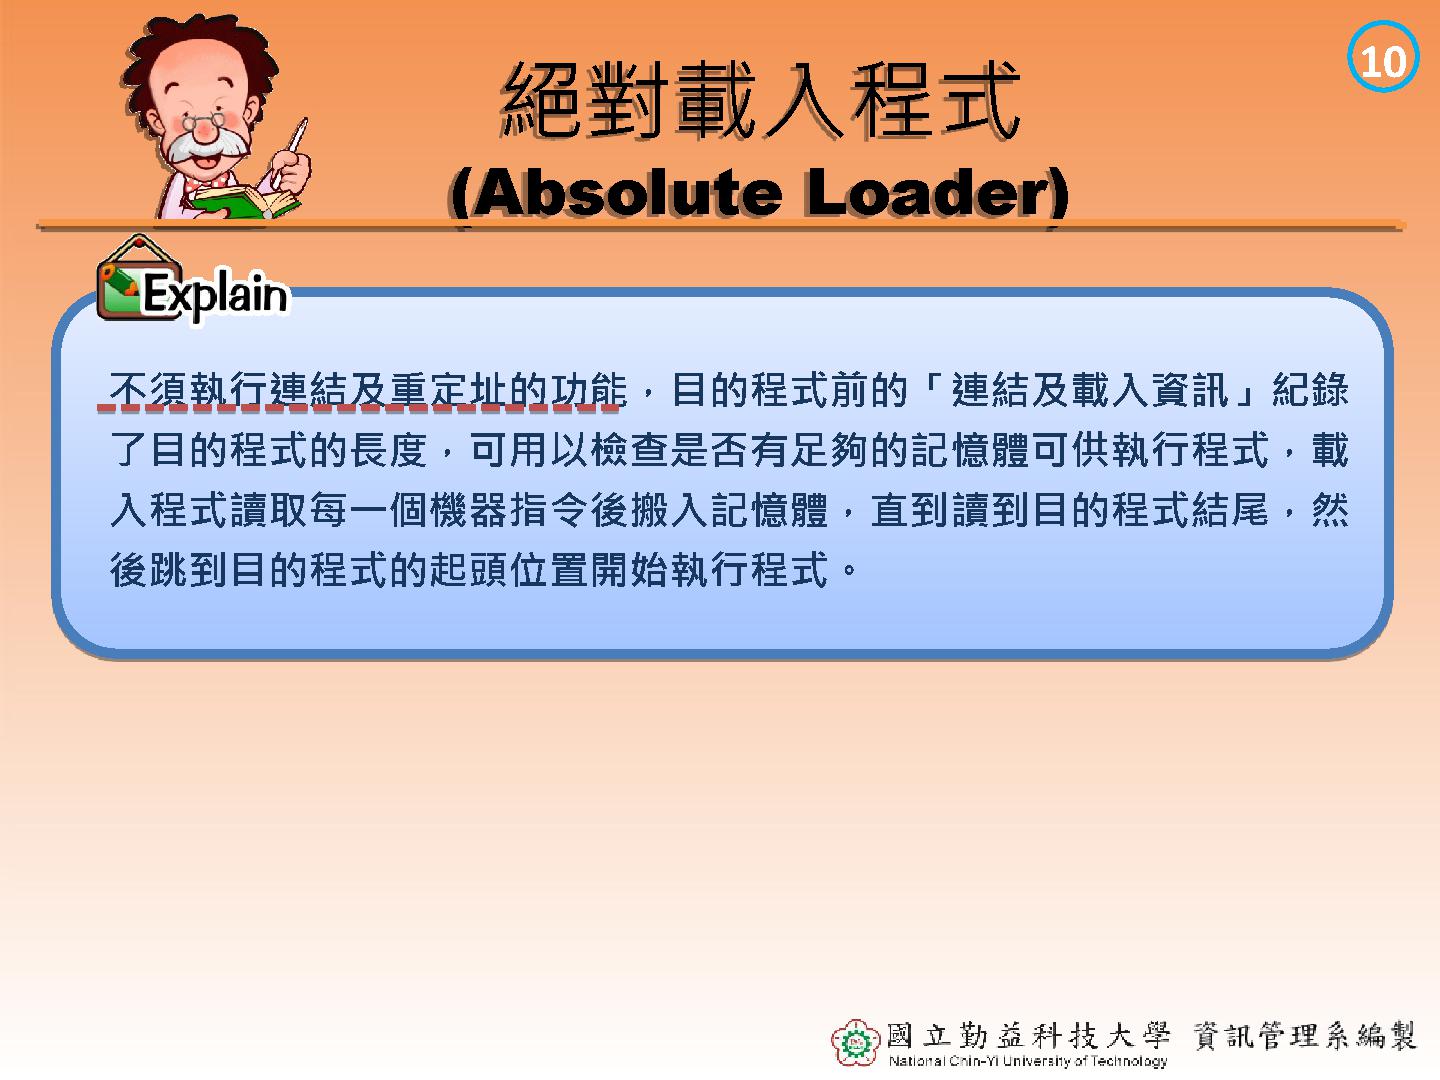 10
絕對載入程式
(Absolute Loader)
Explain
不須執行連結及重定址的功能，目的程式前的「連結及載入資訊」紀錄
了目的程式的長度，可用以檢查是否有足夠的記憶體可供執行程式，載
入程式讀取每一個機器指令後搬入記憶體，直到讀到目的程式結尾，然
後跳到目的程式的起頭位置開始執行程式。
國立勤益科技大學 資訊管理系編製
National Chin-Yi University of Technology